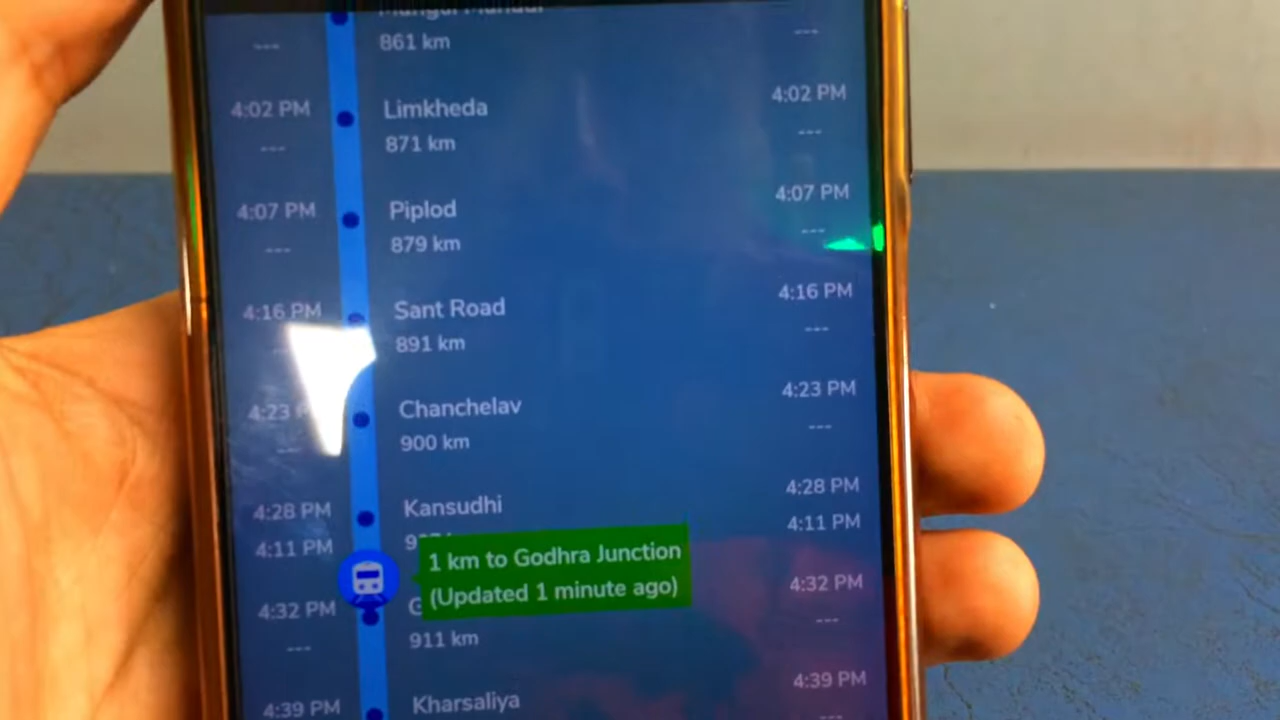 --- 861 km ---
4:02 PM Limkheda 4:02 PM
--- 871 km ---
4:07 PM Piplod 4:07 PM
--- 879 km ---
4:16 PM Sant Road 4:16 PM
891 km ---
4:23 Chanchelav 4:23 PM
--- 900 km ---
4:28 PM Kansudhi 4:28 PM
4:11 PM 4:11 PM
1 km to Godhra Junction
(Updated 1 minute ago)
4:32 PM 4:32 PM
--- 911 km ---
4:39 PM Kharsaliya 4:39 PM
---